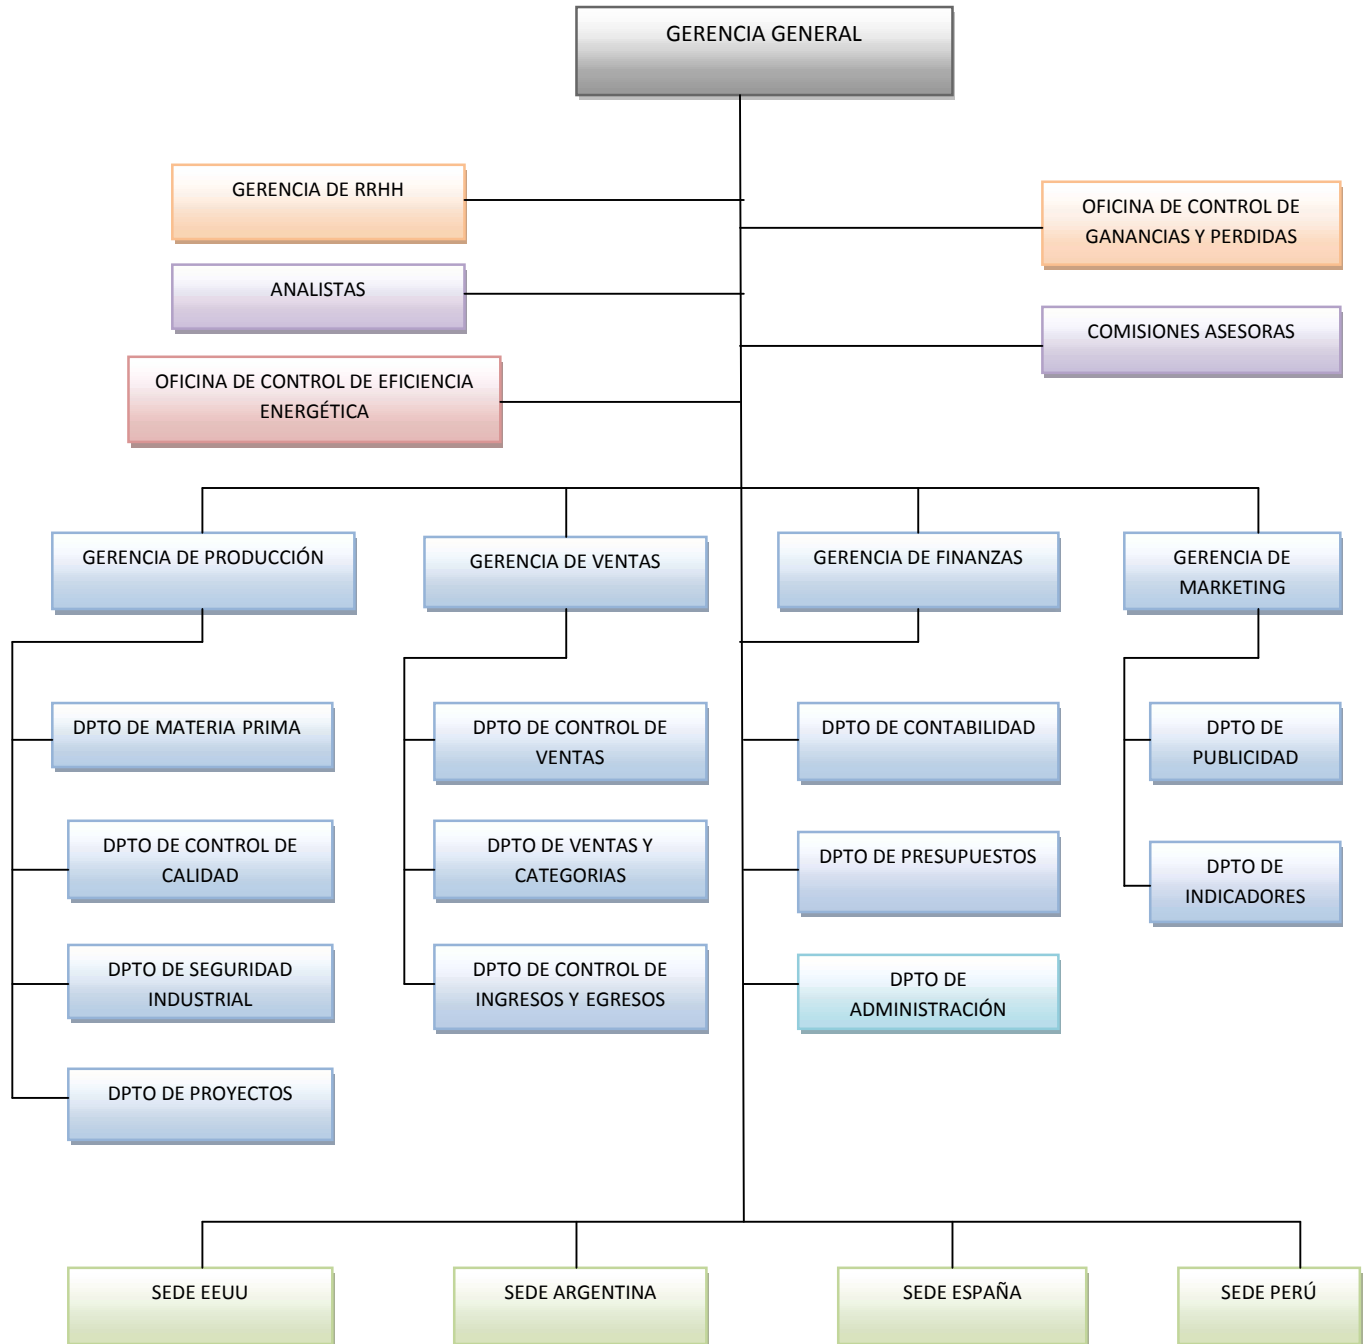 GERENCIA GENERAL
GERENCIA DE RRHH
OFICINA DE CONTROL DE
GANANCIAS Y PERDIDAS
ANALISTAS
COMISIONES ASESORAS
OFICINA DE CONTROL DE EFICIENCIA
ENERGÉTICA
GERENCIA DE PRODUCCIÓN
GERENCIA DE VENTAS
GERENCIA DE FINANZAS
GERENCIA DE
MARKETING
DPTO DE MATERIA PRIMA
DPTO DE CONTROL DE
VENTAS
DPTO DE CONTABILIDAD
DPTO DE
PUBLICIDAD
DPTO DE CONTROL DE
CALIDAD
DPTO DE VENTAS Y
CATEGORIAS
DPTO DE PRESUPUESTOS
DPTO DE
INDICADORES
DPTO DE SEGURIDAD
INDUSTRIAL
DPTO DE CONTROL DE
INGRESOS Y EGRESOS
DPTO DE
ADMINISTRACIÓN
DPTO DE PROYECTOS
SEDE EEUU
SEDE ARGENTINA
SEDE ESPAÑA
SEDE PERÚ